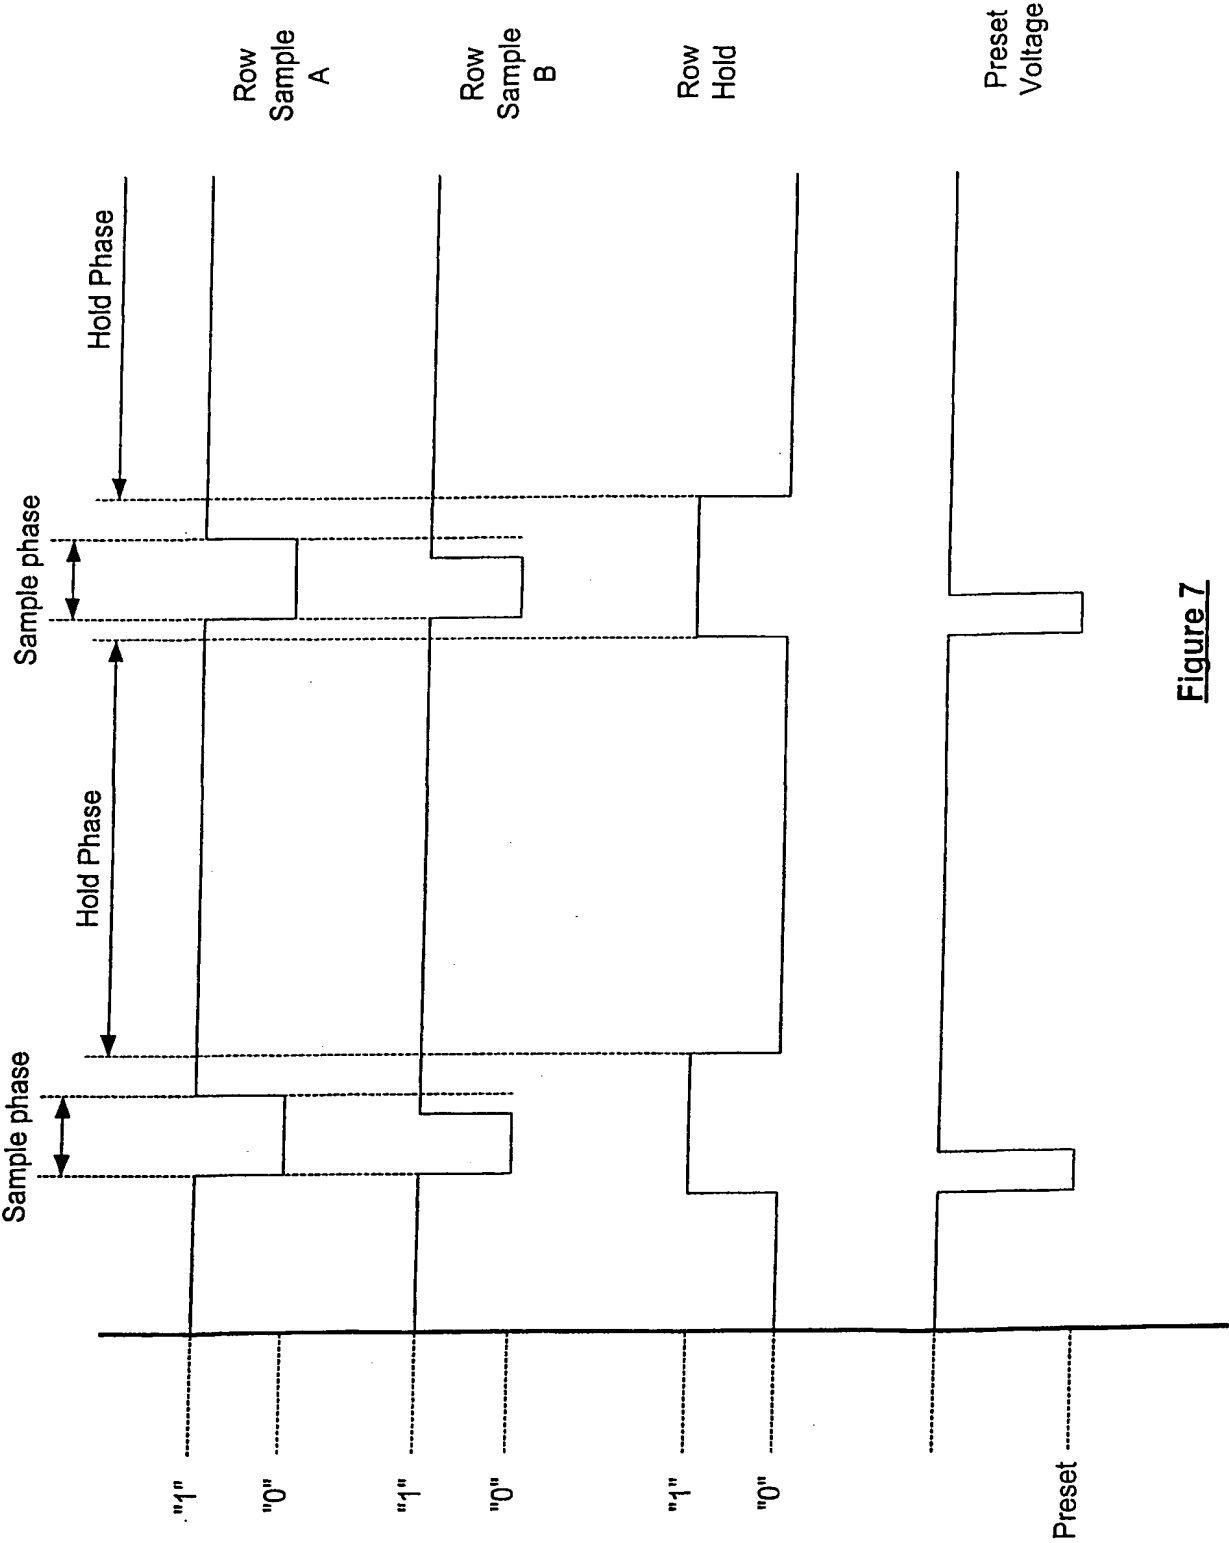 Sample phase
Hold Phase
Sample phase
Hold Phase
"1"
"0"
Row
Sample
A
"1"
"0"
Row
Sample
B
"1"
"0"
Row
Hold
Preset
Preset
Voltage
Figure 7